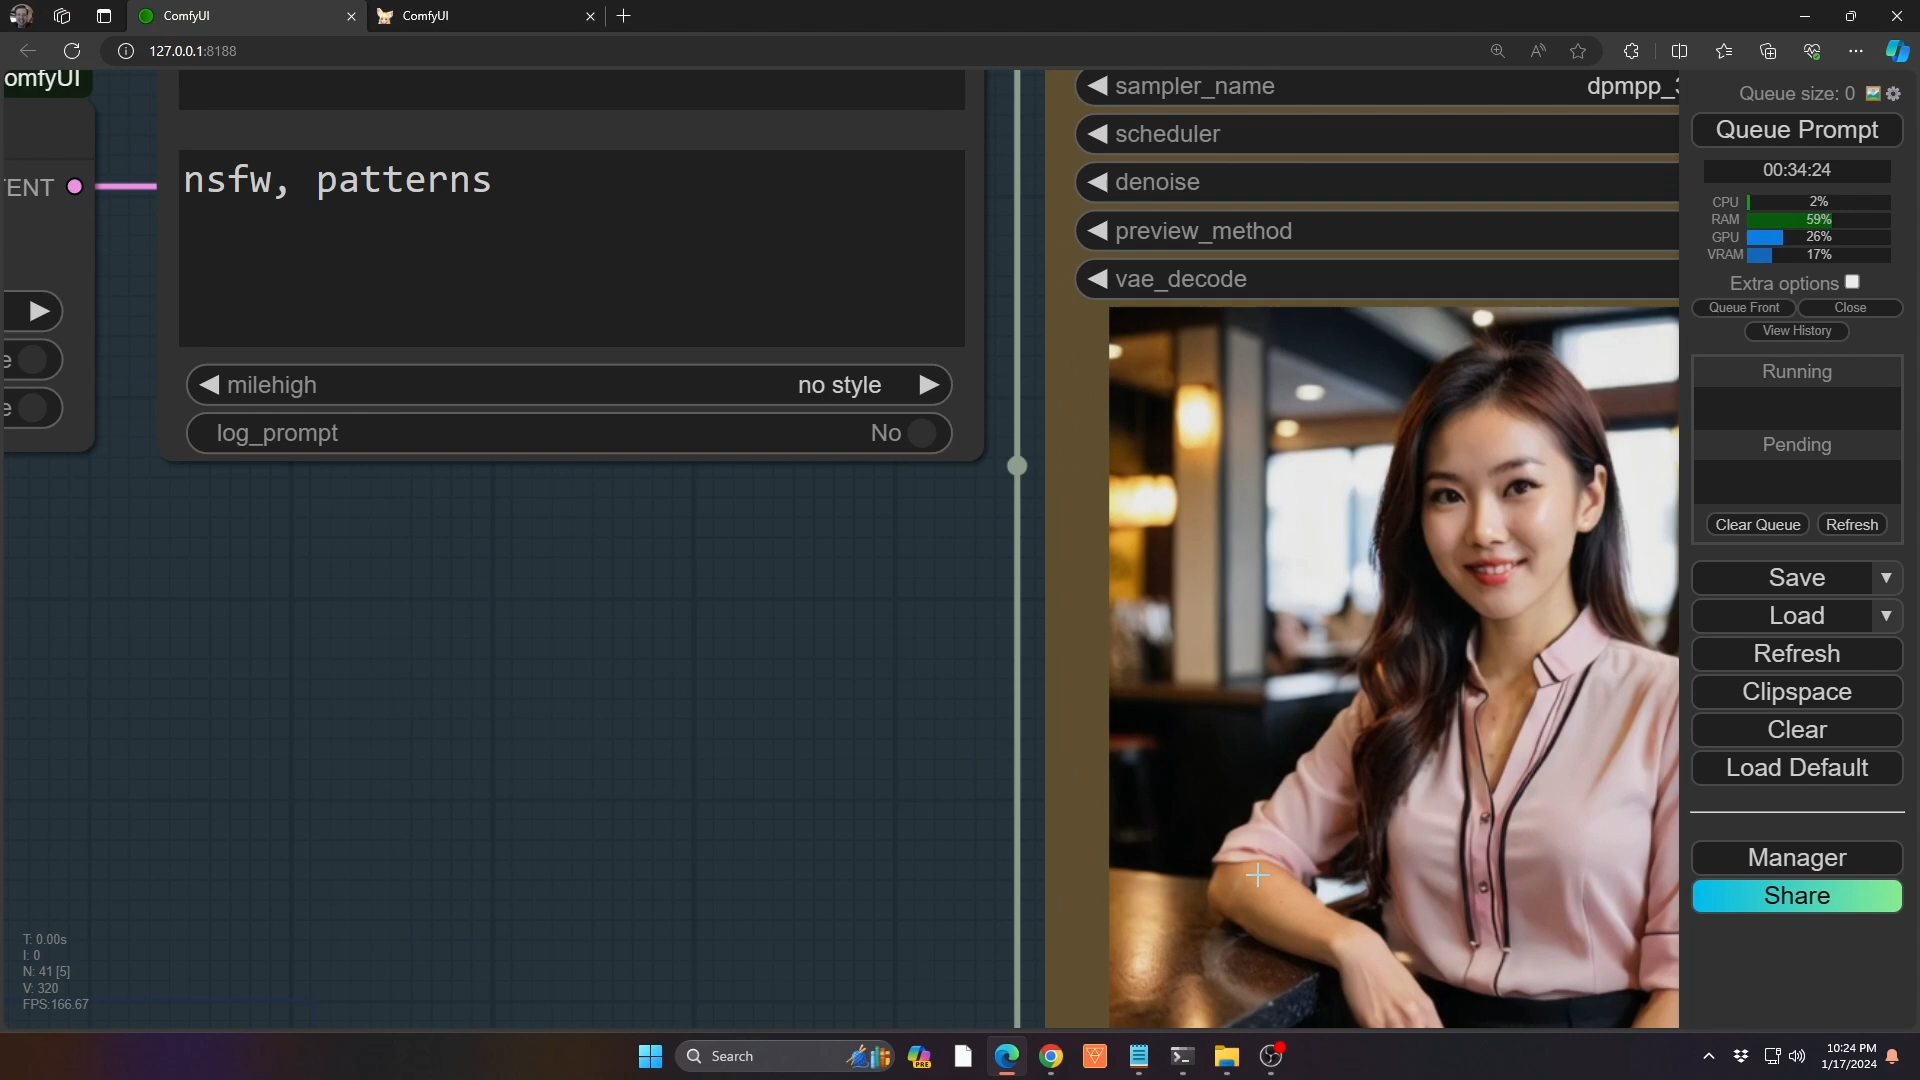 ComfyUI
ComfyUI
127.0.0.1:8188
omfyUI
TENT
nsfw, patterns
milehigh
no style
log_prompt
No
e
e
T: 0.00s
I: 0
N: 41 [5]
V: 320
FPS:166.67
sampler_name
dpmpp_3
scheduler
denoise
preview_method
vae_decode
Queue size: 0
Queue Prompt
00:34:24
CPU 2%
RAM 59%
GPU 26%
VRAM 17%
Extra options
Queue Front
Close
View History
Running
Pending
Clear Queue
Refresh
Save
Load
Refresh
Clipspace
Clear
Load Default
Manager
Share
Search
PRE
10:24 PM
1/17/2024